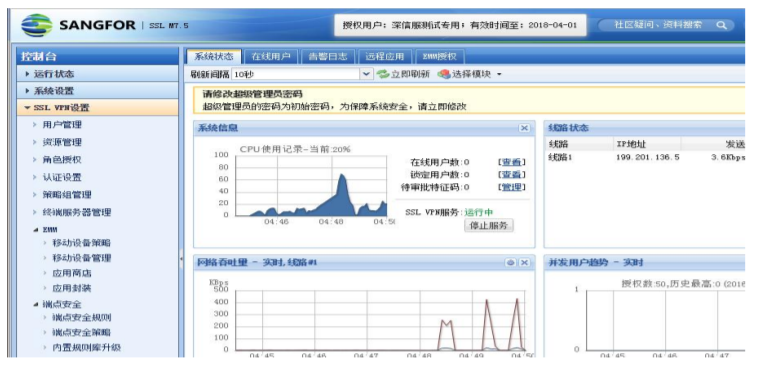 SANGFOR | SSL M7.5
授权用户：深信服测试专用；有效时间至：2018-04-01
社区疑问、资料搜索
控制台
运行状态
系统设置
SSL VPN设置
用户管理
资源管理
角色授权
认证设置
策略组管理
终端服务器管理
EMM
移动设备策略
移动设备管理
应用商店
应用封装
端点安全
端点安全规则
端点安全策略
内置规则库升级
系统状态 在线用户 告警日志 远程应用 EMM授权
刷新间隔 10秒 立即刷新 选择模块
请修改超级管理员密码
超级管理员的密码为初始密码，为保障系统安全，请立即修改
系统信息
CPU使用记录-当前:20%
100
80
60
40
20
0
04:46 04:48 04:50
在线用户数:0 [查看]
锁定用户数:0 [查看]
待审批特征码:0 [管理]
SSL VPN服务:运行中
停止服务
线路状态
线路 IP地址 发送
线路1 199.201.136.5 3.6Kbps
网络吞吐量 - 实时,线路#1
KBps
500
400
300
200
100
0
04:45 04:46 04:47 04:48 04:49 04:50
并发用户趋势 - 实时
授权数:50,历史最高:0 (2016
1
0
04:45 04:46 04:47